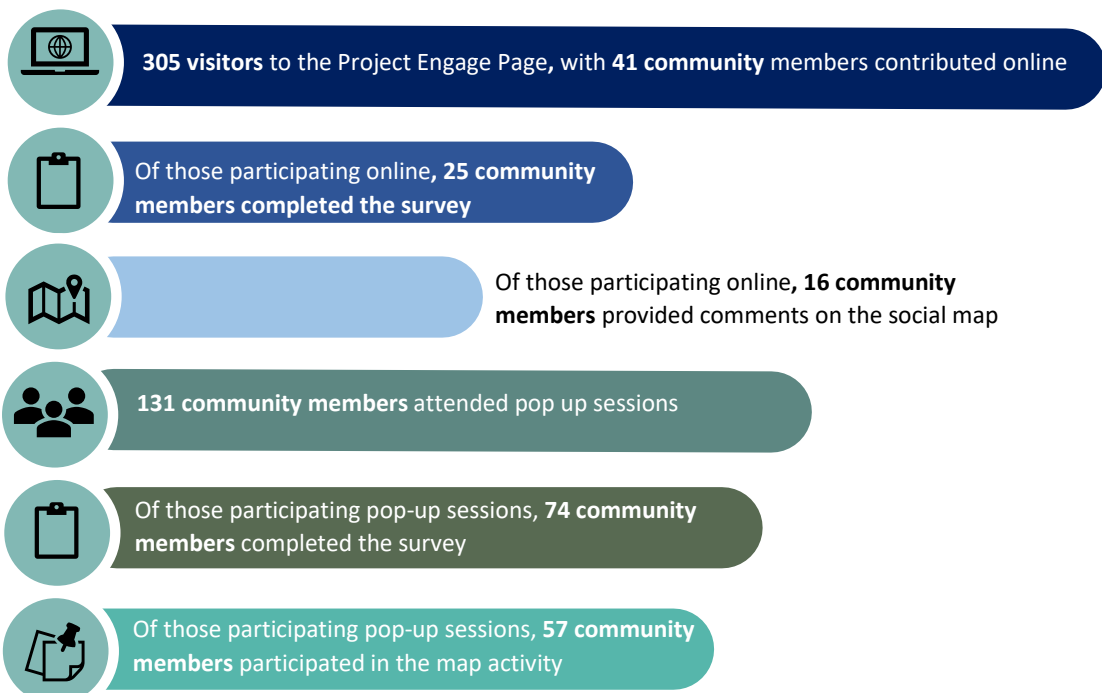 305 visitors to the Project Engage Page, with 41 community members contributed online
Of those participating online, 25 community
members completed the survey
Of those participating online, 16 community
members provided comments on the social map
131 community members attended pop up sessions
Of those participating pop-up sessions, 74 community
members completed the survey
Of those participating pop-up sessions, 57 community
members participated in the map activity